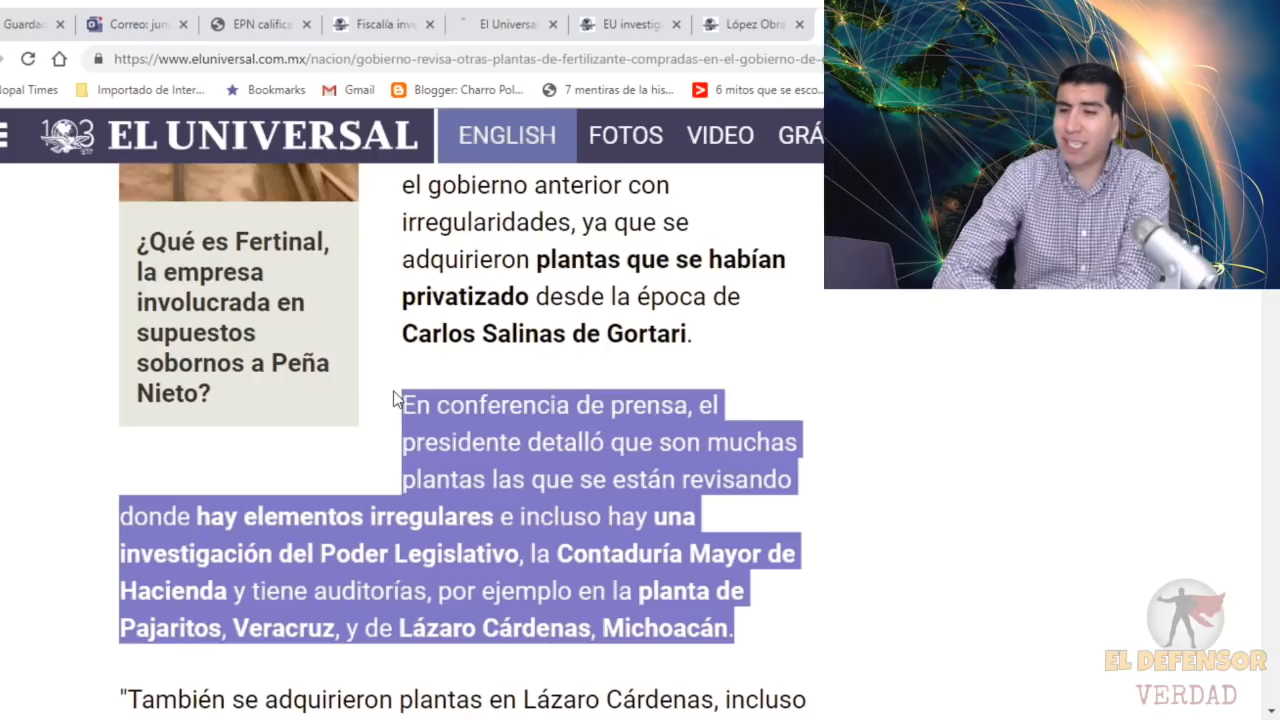 Guardac
Correo: jun
EPN califica
Fiscalía inve
El Universa
EU investig
López Obra
https://www.eluniversal.com.mx/nacion/gobierno-revisa-otras-plantas-de-fertilizante-compradas-en-el-gobierno-de-
opal Times
Importado de Inter...
Bookmarks
Gmail
Blogger: Charro Pol...
7 mentiras de la his...
6 mitos que se esco...
103 EL UNIVERSAL
ENGLISH
FOTOS
VIDEO
GRÁ
¿Qué es Fertinal,
la empresa
involucrada en
supuestos
sobornos a Peña
Nieto?
el gobierno anterior con
irregularidades, ya que se
adquirieron plantas que se habían
privatizado desde la época de
Carlos Salinas de Gortari.
En conferencia de prensa, el
presidente detalló que son muchas
plantas las que se están revisando
donde hay elementos irregulares e incluso hay una
investigación del Poder Legislativo, la Contaduría Mayor de
Hacienda y tiene auditorías, por ejemplo en la planta de
Pajaritos, Veracruz, y de Lázaro Cárdenas, Michoacán.
"También se adquirieron plantas en Lázaro Cárdenas, incluso
EL DEFENSOR
VERDAD